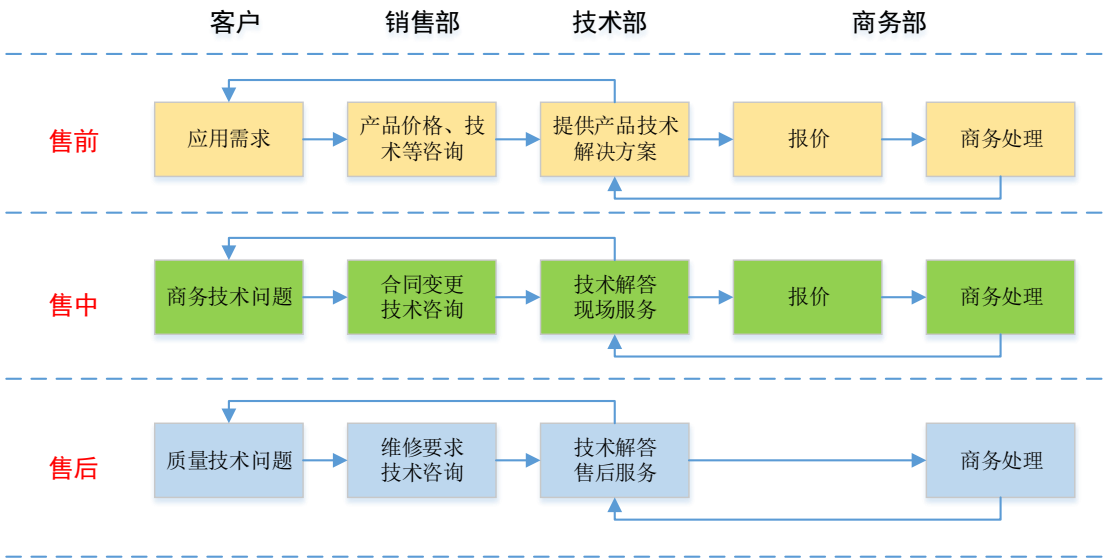 客户 销售部 技术部 商务部
售前
应用需求
产品价格、技
术等咨询
提供产品技术
解决方案
报价
商务处理
售中
商务技术问题
合同变更
技术咨询
技术解答
现场服务
报价
商务处理
售后
质量技术问题
维修要求
技术咨询
技术解答
售后服务
商务处理